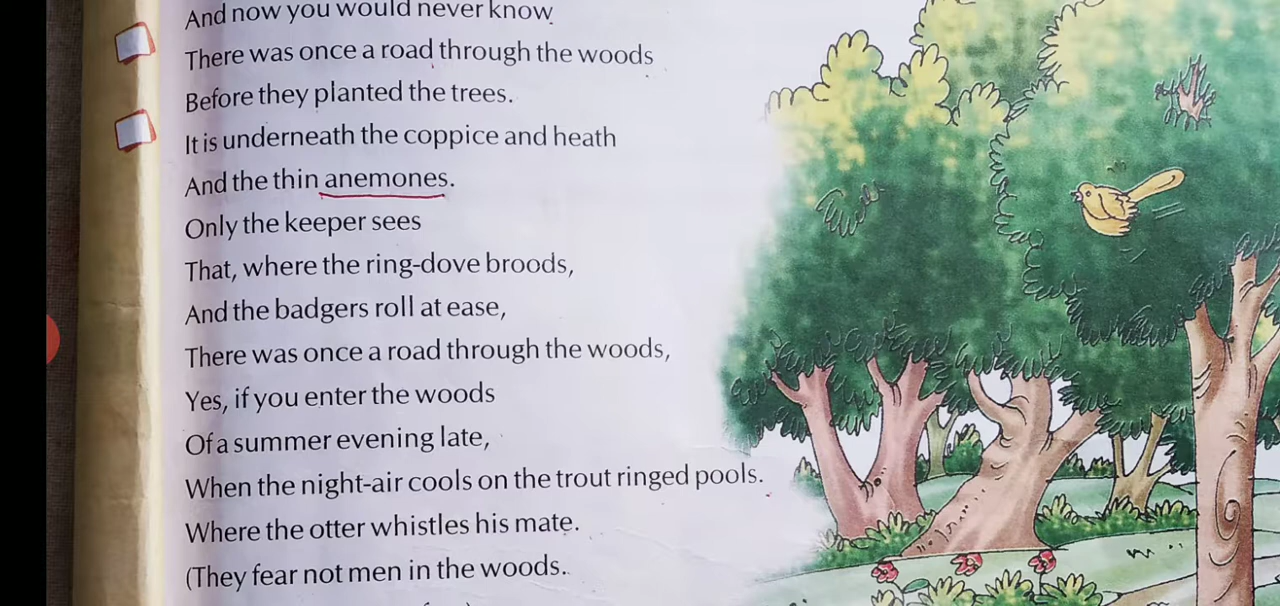 And now you would never know
There was once a road through the woods
Before they planted the trees.
It is underneath the coppice and heath
And the thin anemones.
Only the keeper sees
That, where the ring-dove broods,
And the badgers roll at ease,
There was once a road through the woods,
Yes, if you enter the woods
Of a summer evening late,
When the night-air cools on the trout ringed pools.
Where the otter whistles his mate.
(They fear not men in the woods.